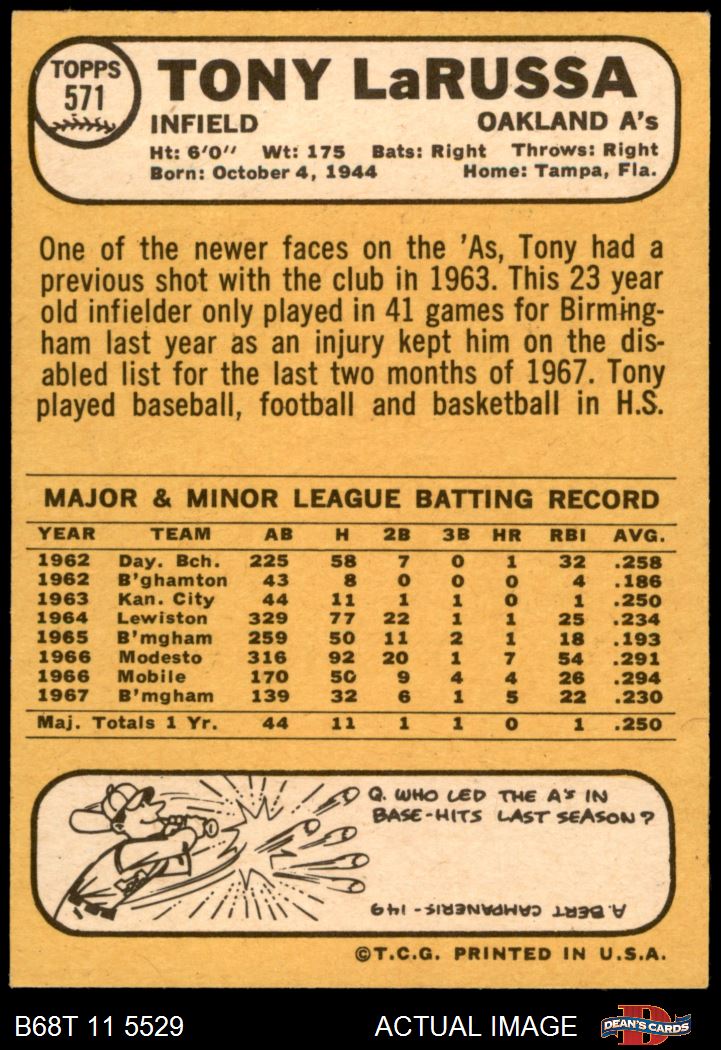 TOPPS
571
TONY LaRUSSA
INFIELD OAKLAND A's
Ht: 6'0" Wt: 175 Bats: Right Throws: Right
Born: October 4, 1944 Home: Tampa, Fla.
One of the newer faces on the 'As, Tony had a
previous shot with the club in 1963. This 23 year
old infielder only played in 41 games for Birming-
ham last year as an injury kept him on the dis-
abled list for the last two months of 1967. Tony
played baseball, football and basketball in H.S.
MAJOR & MINOR LEAGUE BATTING RECORD
YEAR TEAM AB H 2B 3B HR RBI AVG.
1962 Day. Bch. 225 58 7 0 1 32 .258
1962 B'ghamton 43 8 0 0 0 4 .186
1963 Kan. City 44 11 1 1 0 1 .250
1964 Lewiston 329 77 22 1 1 25 .234
1965 B'mgham 259 50 11 2 1 18 .193
1966 Modesto 316 92 20 1 7 54 .291
1966 Mobile 170 50 9 4 4 26 .294
1967 B'mgham 139 32 6 1 5 22 .230
Maj. Totals 1 Yr. 44 11 1 1 0 1 .250
Q. WHO LED THE A's IN
BASE-HITS LAST SEASON?
A. BERT CAMPANERIS - 149
©T.C.G. PRINTED IN U.S.A.
B68T 11 5529 ACTUAL IMAGE DEAN'S CARDS